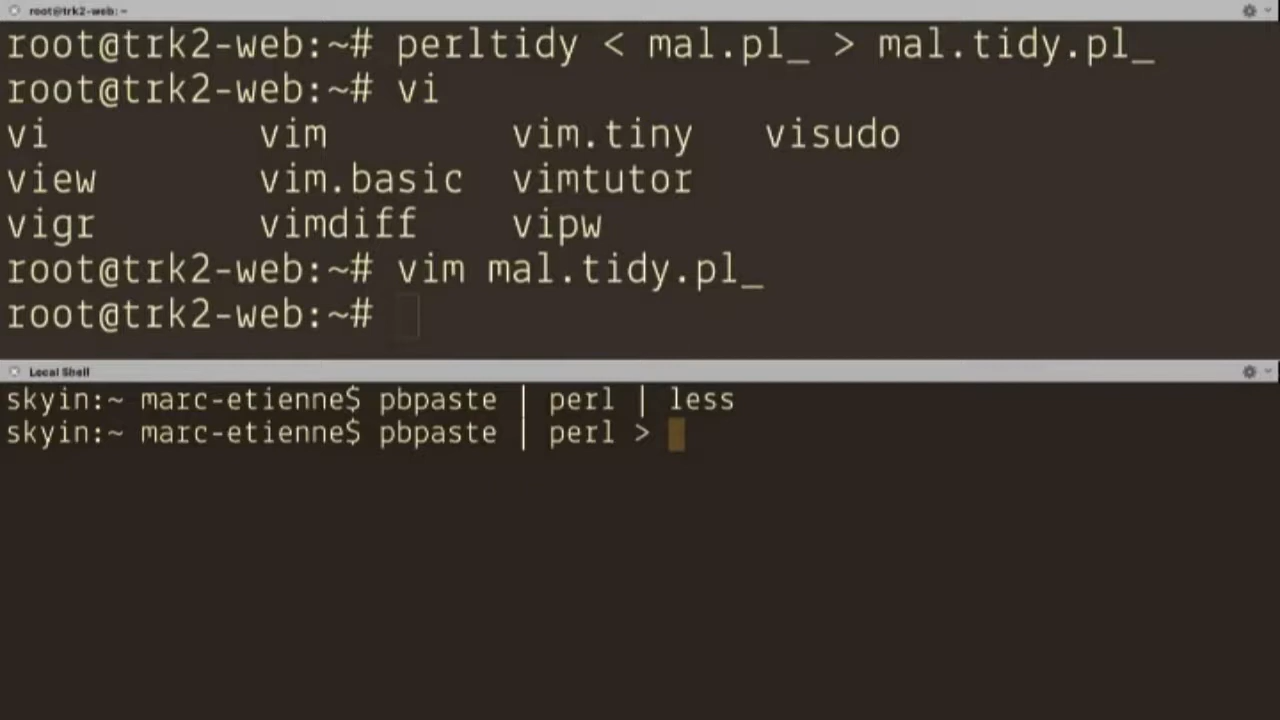 root@trk2-web: ~
root@trk2-web:~# perltidy < mal.pl_ > mal.tidy.pl_
root@trk2-web:~# vi
vi vim vim.tiny visudo
view vim.basic vimtutor
vigr vimdiff vipw
root@trk2-web:~# vim mal.tidy.pl_
root@trk2-web:~#
Local Shell
skyin:~ marc-etienne$ pbpaste | perl | less
skyin:~ marc-etienne$ pbpaste | perl >